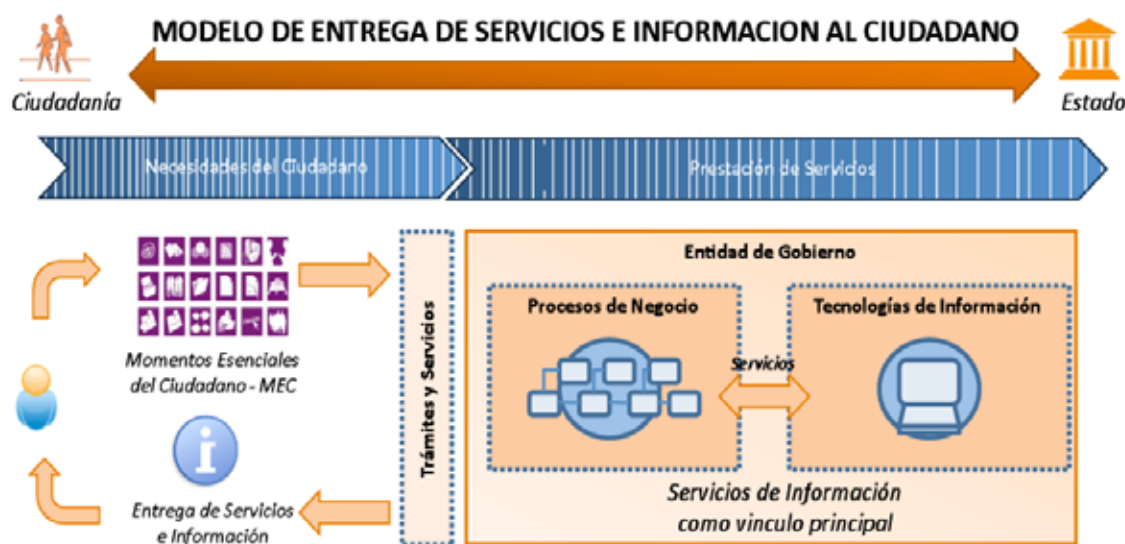 MODELO DE ENTREGA DE SERVICIOS E INFORMACION AL CIUDADANO
Ciudadanía
Estado
Necesidades del Ciudadano
Prestación de Servicios
Momentos Esenciales
del Ciudadano - MEC
Entrega de Servicios
e Información
Trámites y Servicios
Entidad de Gobierno
Procesos de Negocio
Servicios
Tecnologías de Información
Servicios de Información
como vinculo principal